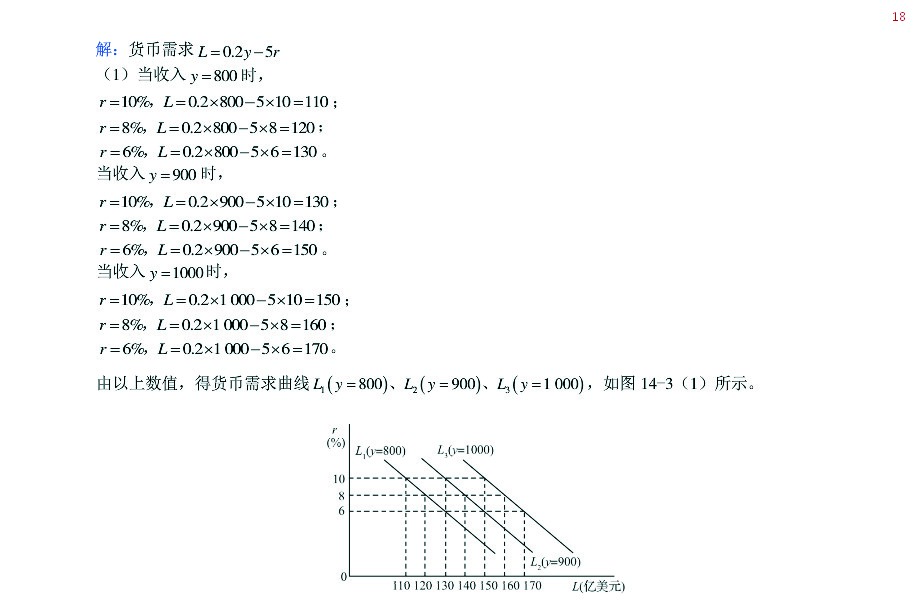 18
解：货币需求 L=0.2y−5r
（1）当收入 y=800 时，
r=10%，L=0.2×800−5×10=110；
r=8%，L=0.2×800−5×8=120；
r=6%，L=0.2×800−5×6=130。
当收入 y=900 时，
r=10%，L=0.2×900−5×10=130；
r=8%，L=0.2×900−5×8=140；
r=6%，L=0.2×900−5×6=150。
当收入 y=1000 时，
r=10%，L=0.2×1 000−5×10=150；
r=8%，L=0.2×1 000−5×8=160；
r=6%，L=0.2×1 000−5×6=170。
由以上数值，得货币需求曲线 L₁(y=800)、L₂(y=900)、L₃(y=1 000)，如图 14-3（1）所示。
r
(%)
L₁(y=800) L₃(y=1000)
10
8
6
L₂(y=900)
0
110 120 130 140 150 160 170 L(亿美元)